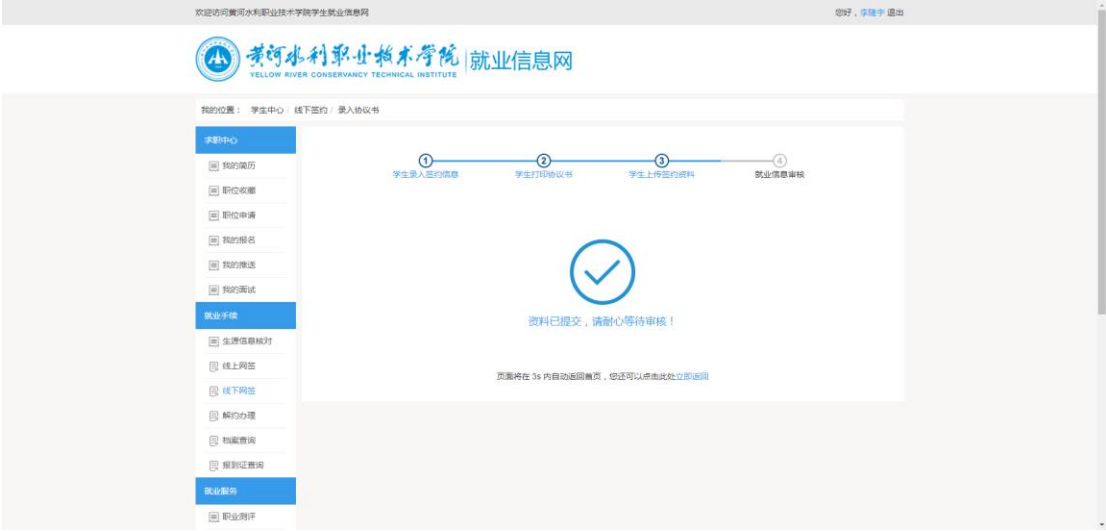 欢迎访问黄河水利职业技术学院学生就业信息网
您好，李隆宇 退出
黄河水利职业技术学院 就业信息网
YELLOW RIVER CONSERVANCY TECHNICAL INSTITUTE
我的位置： 学生中心 / 线下签约 / 录入协议书
求职中心
我的简历
职位收藏
职位申请
我的报名
我的推送
我的面试
就业手续
生源信息核对
线上网签
线下网签
解约办理
档案查询
报到证查询
就业服务
职业测评
1 2 3 4
学生录入签约信息 学生打印协议书 学生上传签约资料 就业信息审核
资料已提交，请耐心等待审核！
页面将在 3s 内自动返回首页，您还可以点击此处立即返回